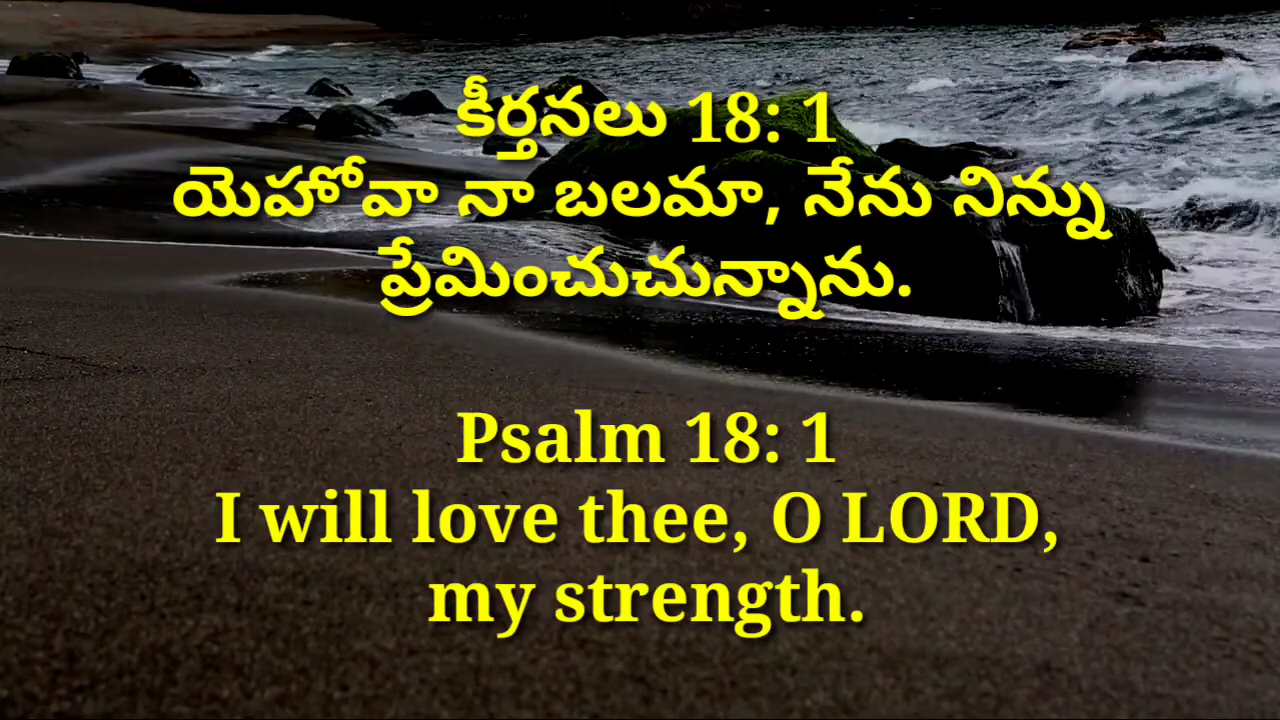 కీర్తనలు 18: 1
యెహోవా నా బలమా, నేను నిన్ను
ప్రేమించుచున్నాను.
Psalm 18: 1
I will love thee, O LORD,
my strength.